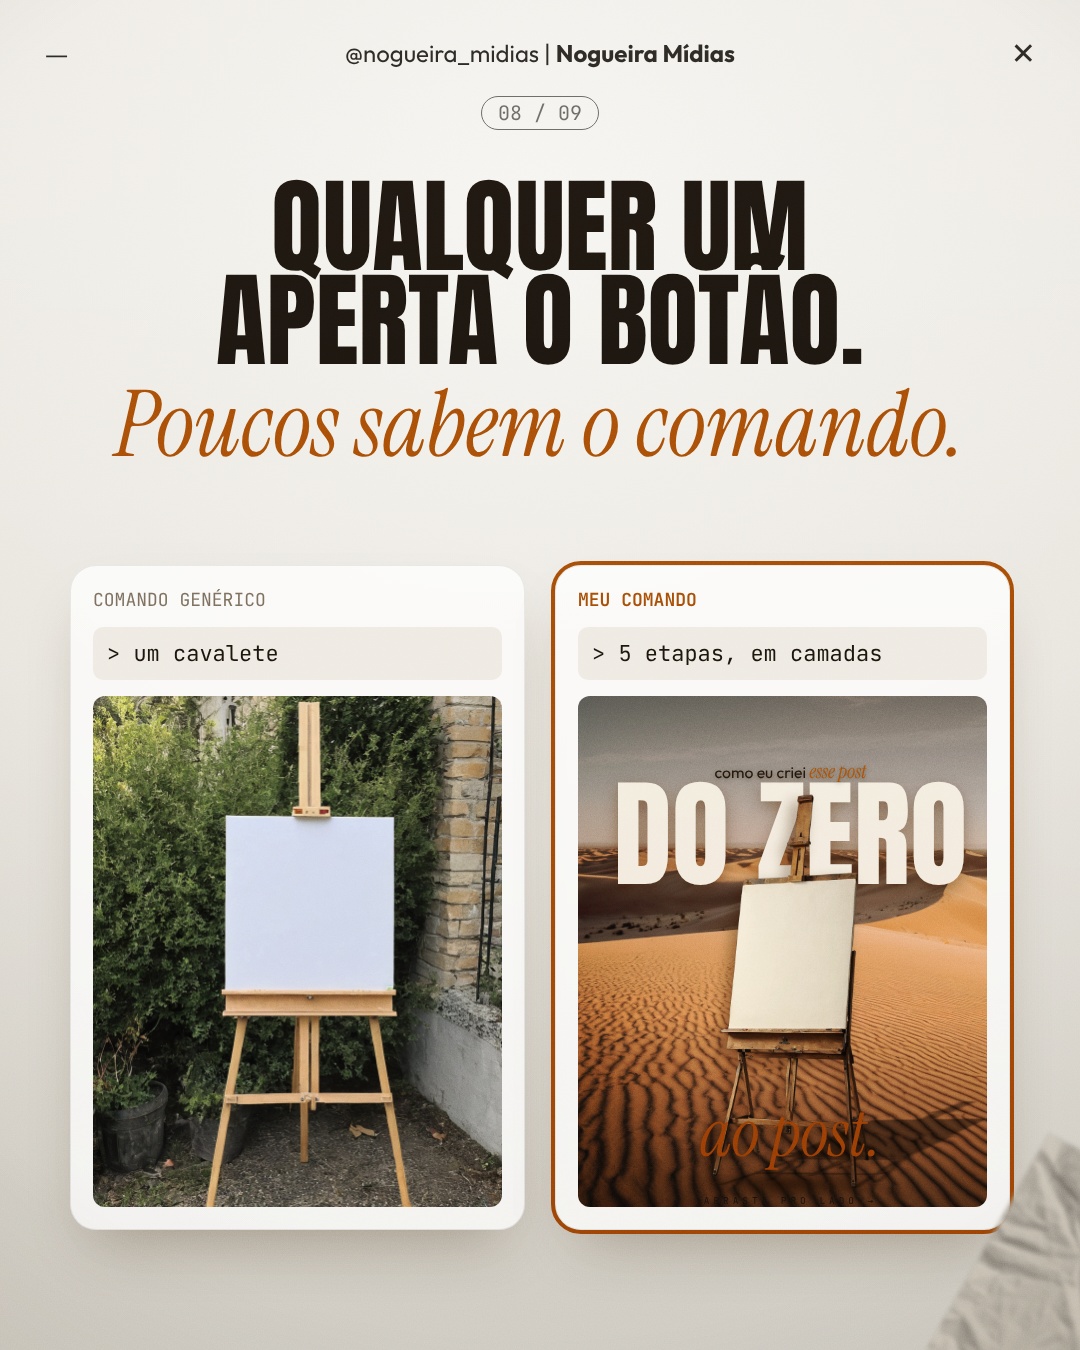 —
@nogueira_midias | Nogueira Mídias
✕
08 / 09
QUALQUER UM
APERTA O BOTÃO.
Poucos sabem o comando.
COMANDO GENÉRICO
> um cavalete
MEU COMANDO
> 5 etapas, em camadas
como eu criei esse post
DO ZERO
ao post.